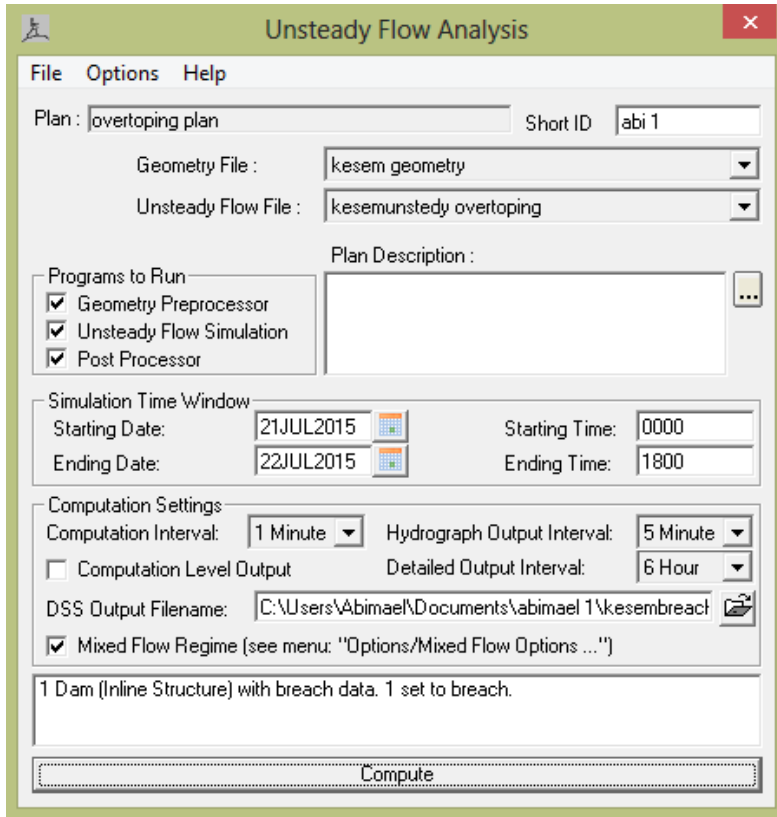 Unsteady Flow Analysis
File Options Help
Plan : overtoping plan Short ID abi 1
Geometry File : kesem geometry
Unsteady Flow File : kesemunstedy overtoping
Plan Description :
Programs to Run
Geometry Preprocessor
Unsteady Flow Simulation
Post Processor
...
Simulation Time Window
Starting Date: 21JUL2015 Starting Time: 0000
Ending Date: 22JUL2015 Ending Time: 1800
Computation Settings
Computation Interval: 1 Minute Hydrograph Output Interval: 5 Minute
Computation Level Output Detailed Output Interval: 6 Hour
DSS Output Filename: C:\Users\Abimael\Documents\abimael 1\kesembreach
Mixed Flow Regime (see menu: "Options/Mixed Flow Options ...")
1 Dam (Inline Structure) with breach data. 1 set to breach.
Compute